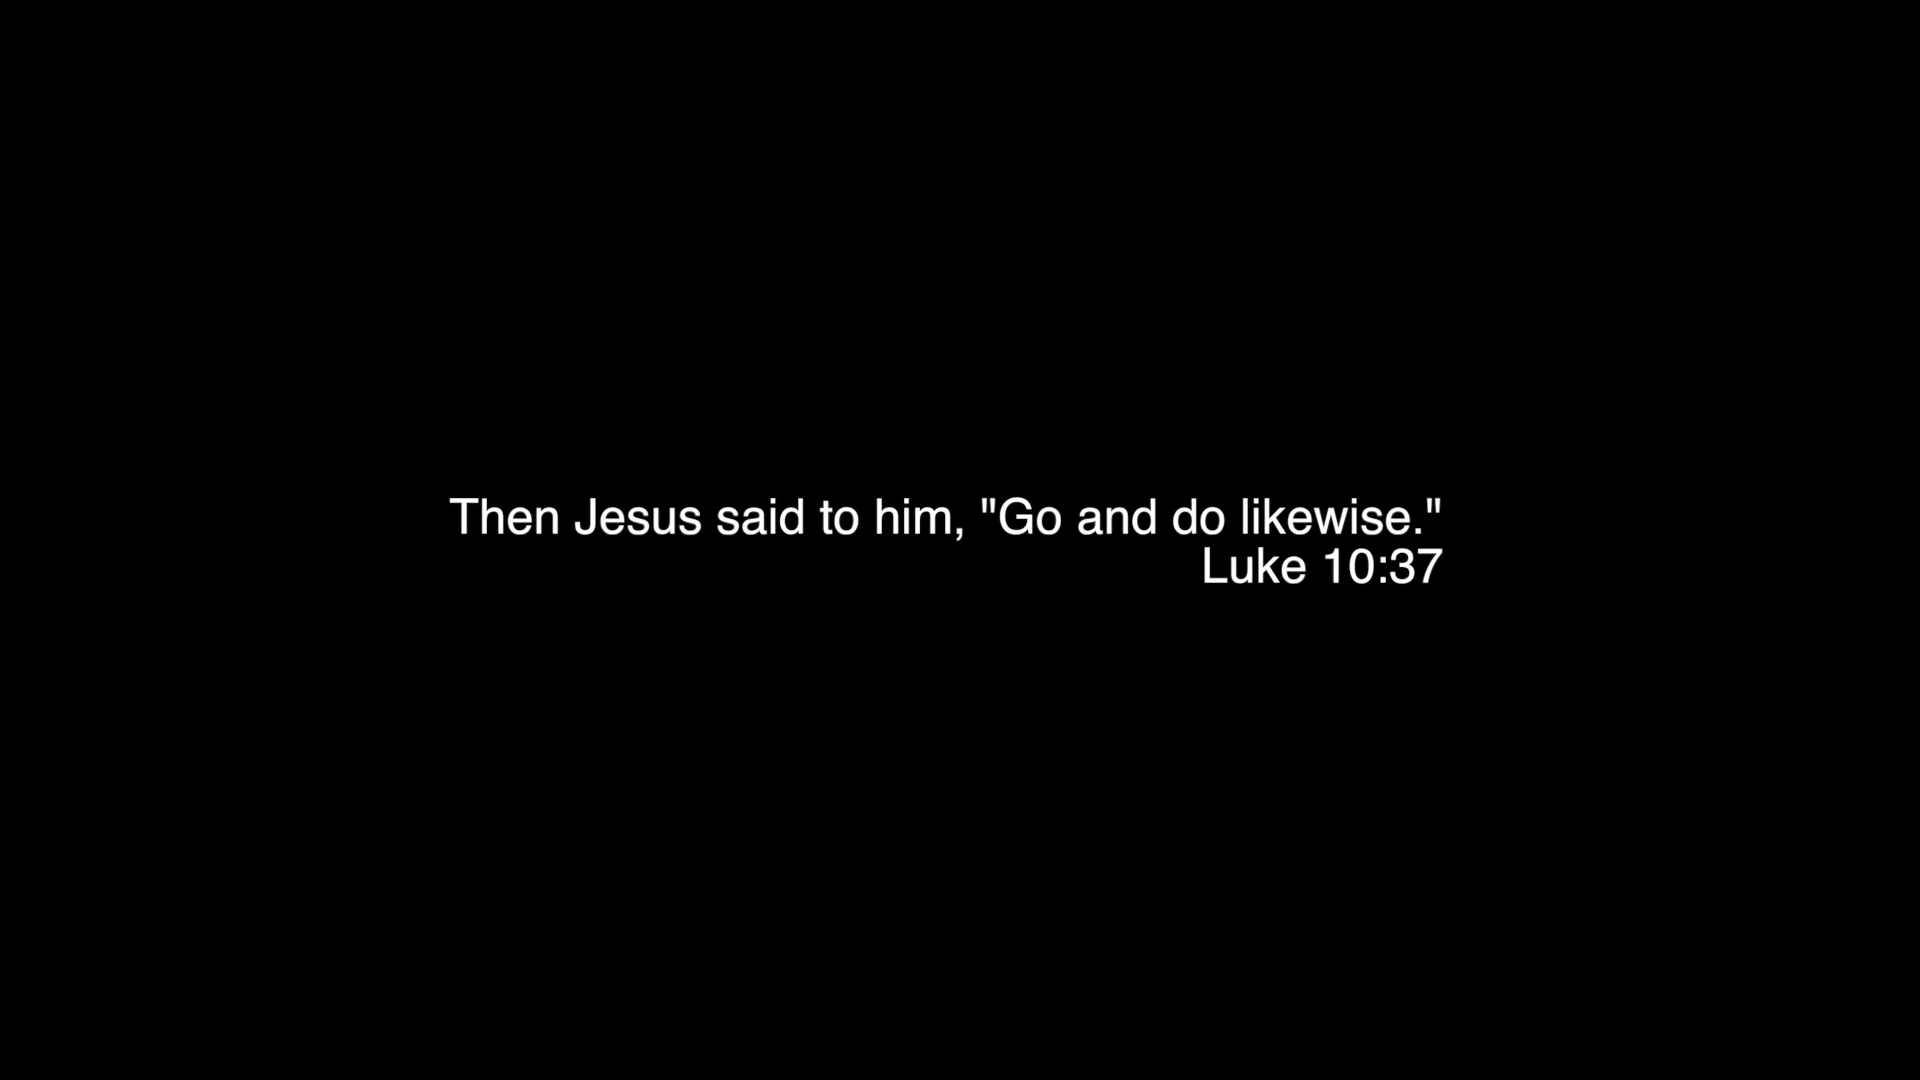 Then Jesus said to him, "Go and do likewise."
Luke 10:37